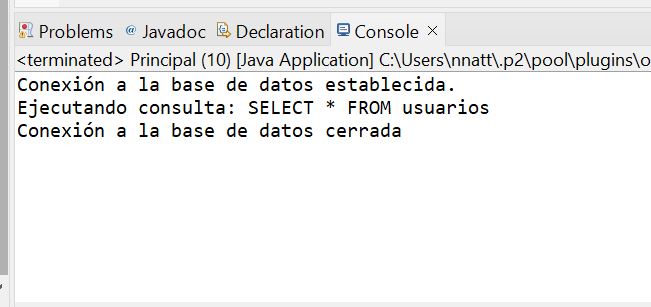 Problems @ Javadoc Declaration Console
<terminated> Principal (10) [Java Application] C:\Users\nnatt\.p2\pool\plugins\o
Conexión a la base de datos establecida.
Ejecutando consulta: SELECT * FROM usuarios
Conexión a la base de datos cerrada